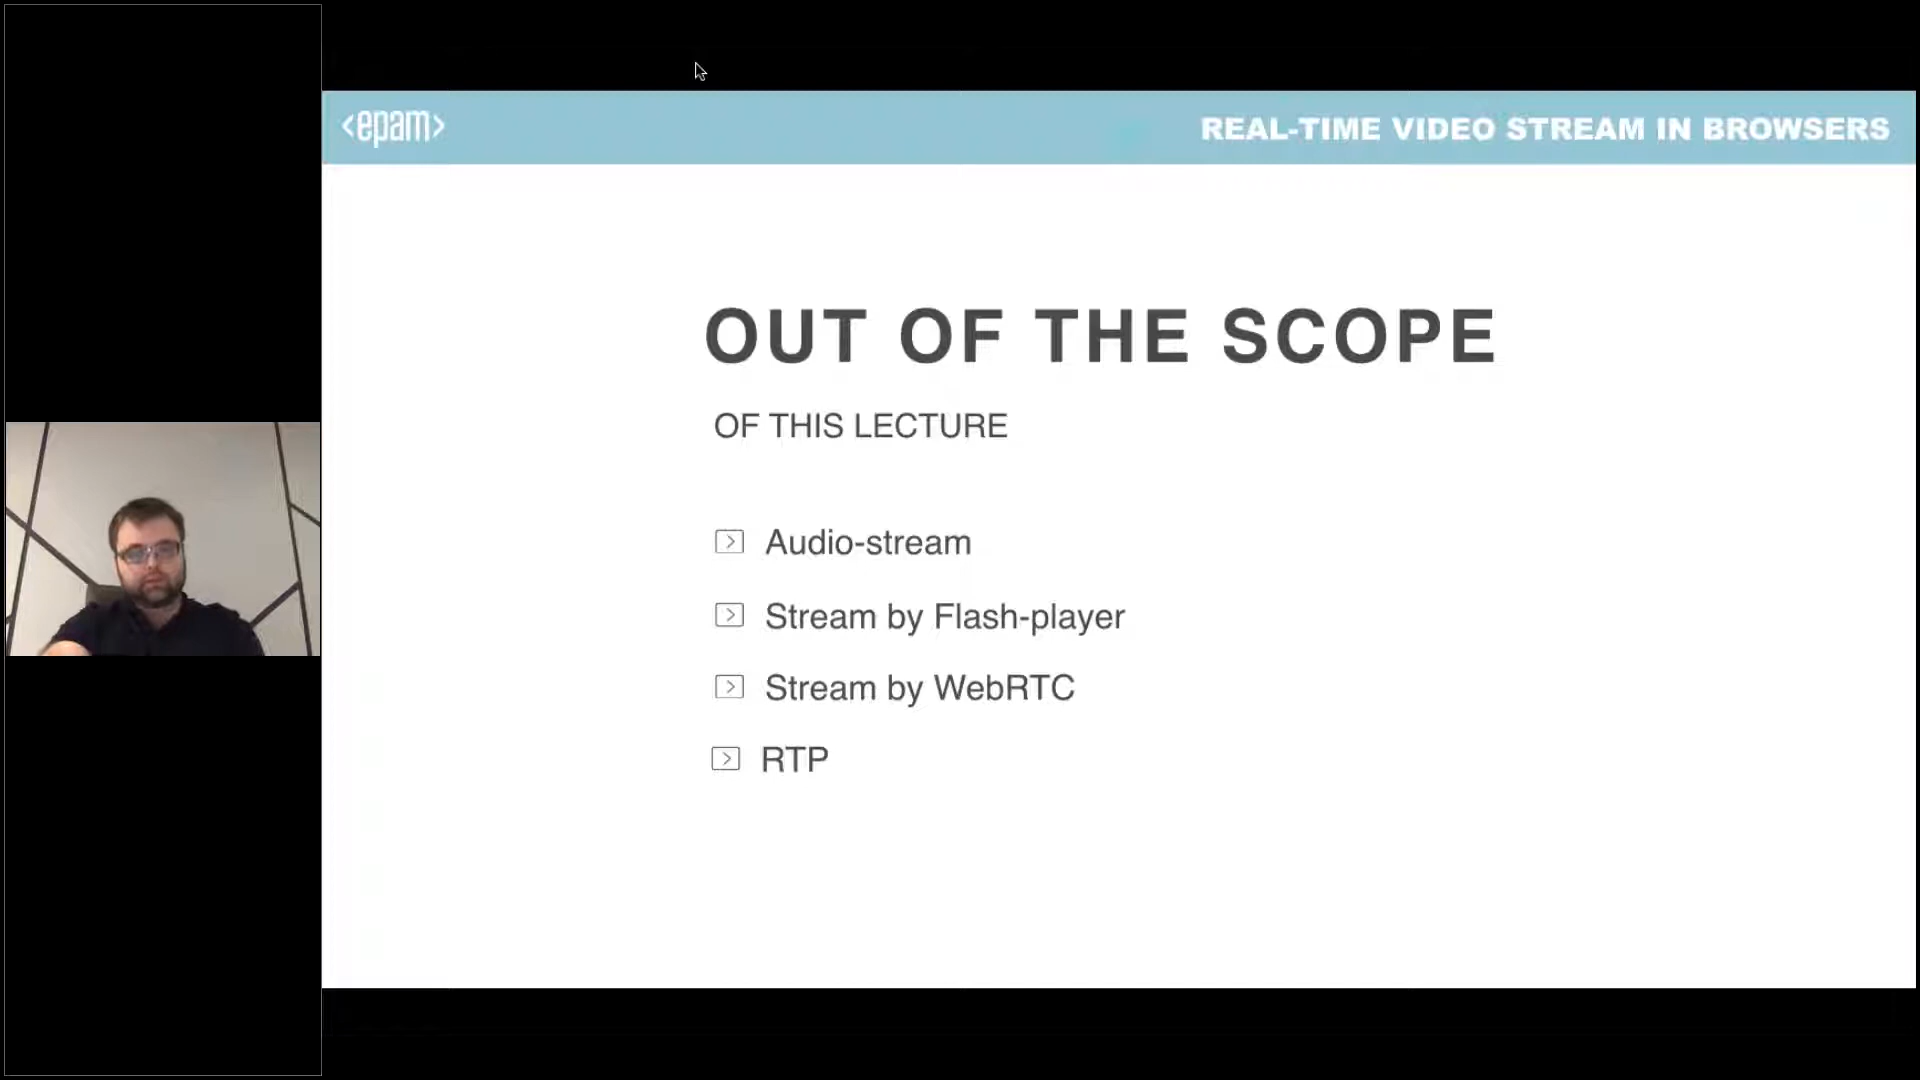 <epam>
REAL-TIME VIDEO STREAM IN BROWSERS
OUT OF THE SCOPE
OF THIS LECTURE
Audio-stream
Stream by Flash-player
Stream by WebRTC
RTP